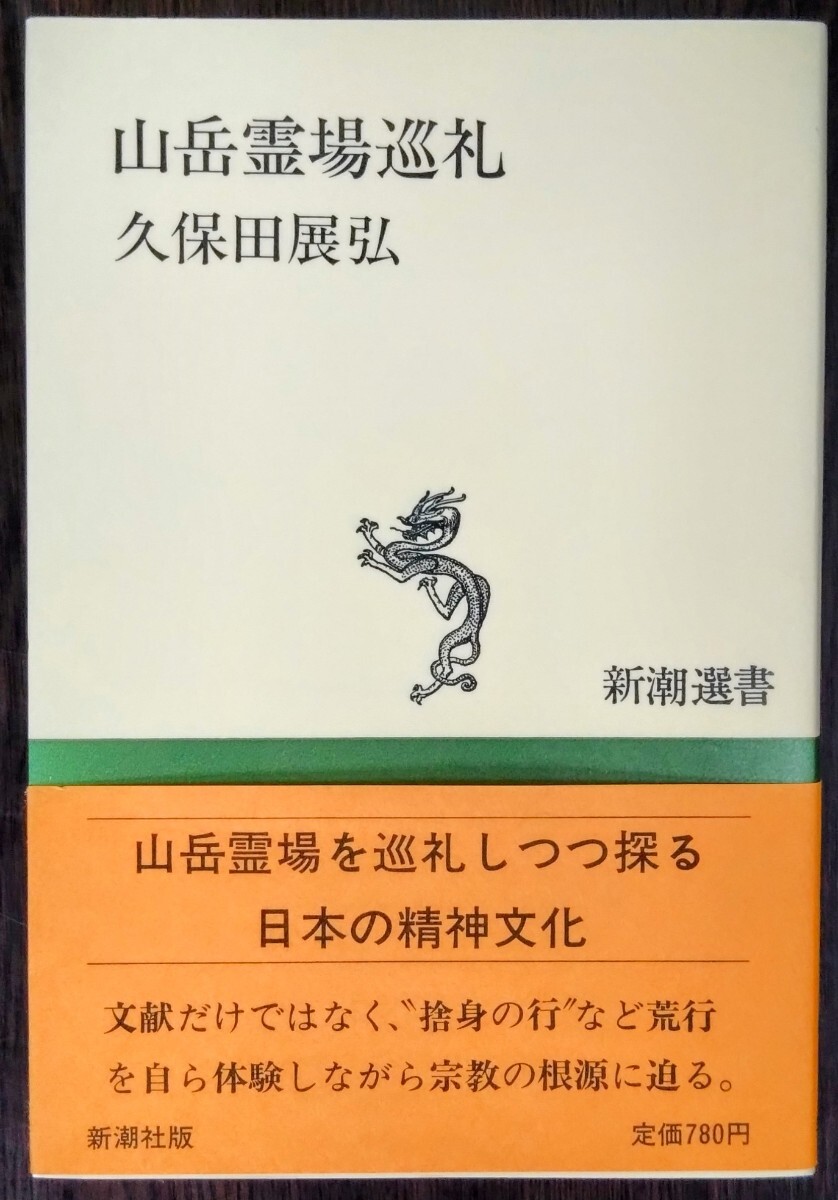 山岳霊場巡礼
久保田展弘
新潮選書
山岳霊場を巡礼しつつ探る
日本の精神文化
文献だけではなく、〝捨身の行〟など荒行
を自ら体験しながら宗教の根源に迫る。
新潮社版
定価780円